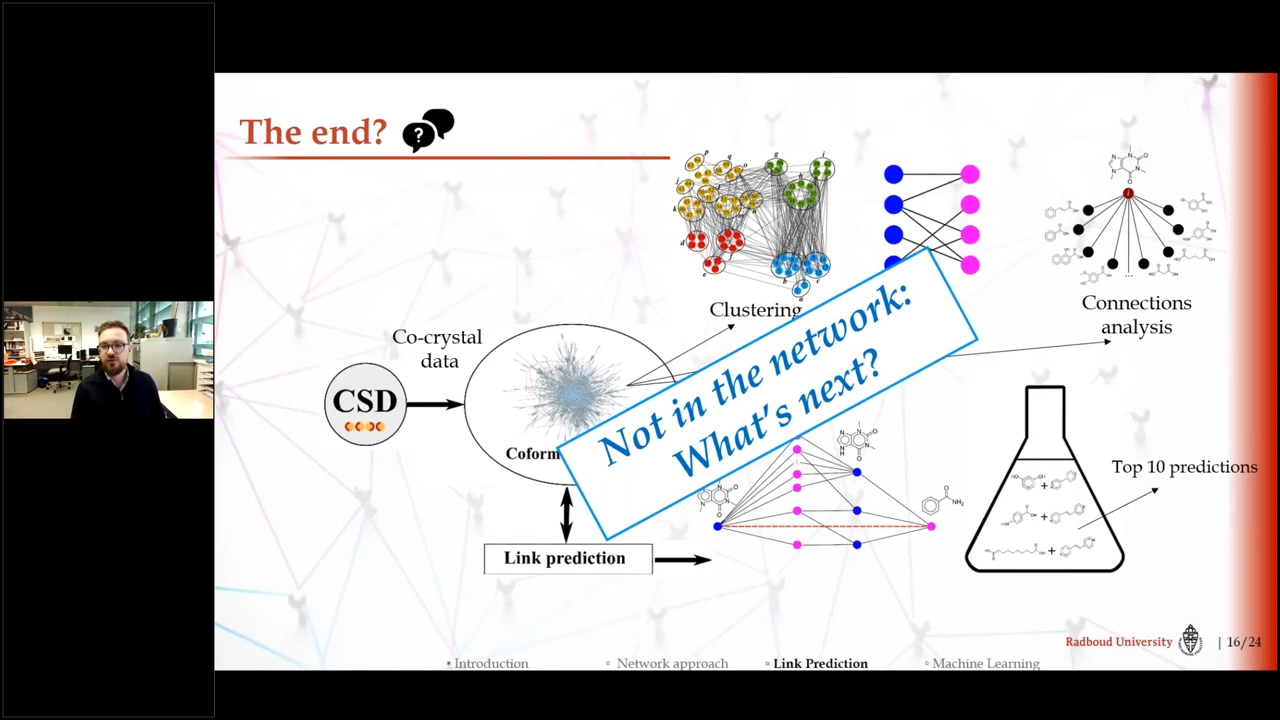 The end?
?
Co-crystal
data
CSD
Coform
Clustering
Connections
analysis
Not in the network:
What's next?
Link prediction
Top 10 predictions
Radboud University
| 16/24
▪ Introduction
▫ Network approach
▫ Link Prediction
▫ Machine Learning